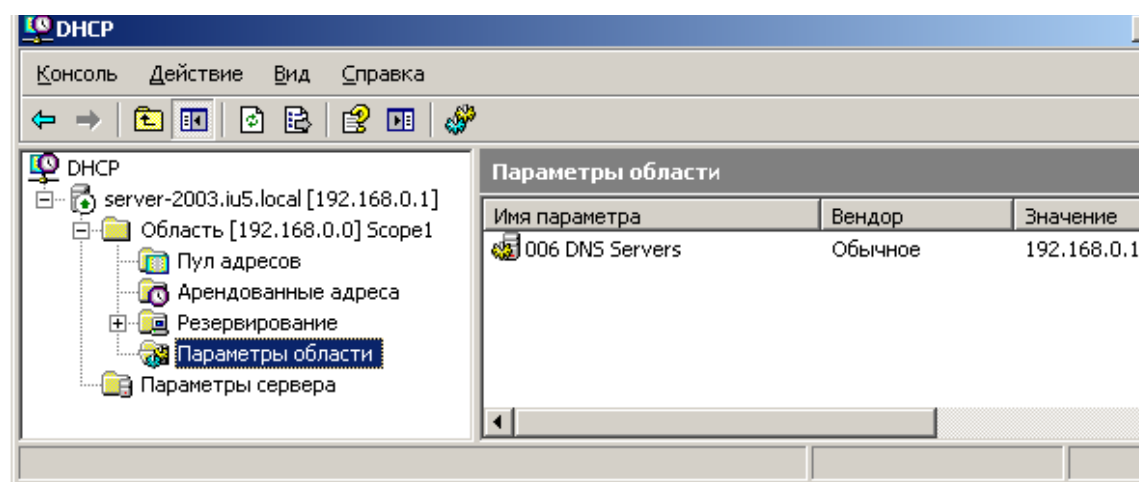 DHCP
Консоль Действие Вид Справка
DHCP
server-2003.iu5.local [192.168.0.1]
Область [192.168.0.0] Scope1
Пул адресов
Арендованные адреса
Резервирование
Параметры области
Параметры сервера
Параметры области
Имя параметра Вендор Значение
006 DNS Servers Обычное 192.168.0.1